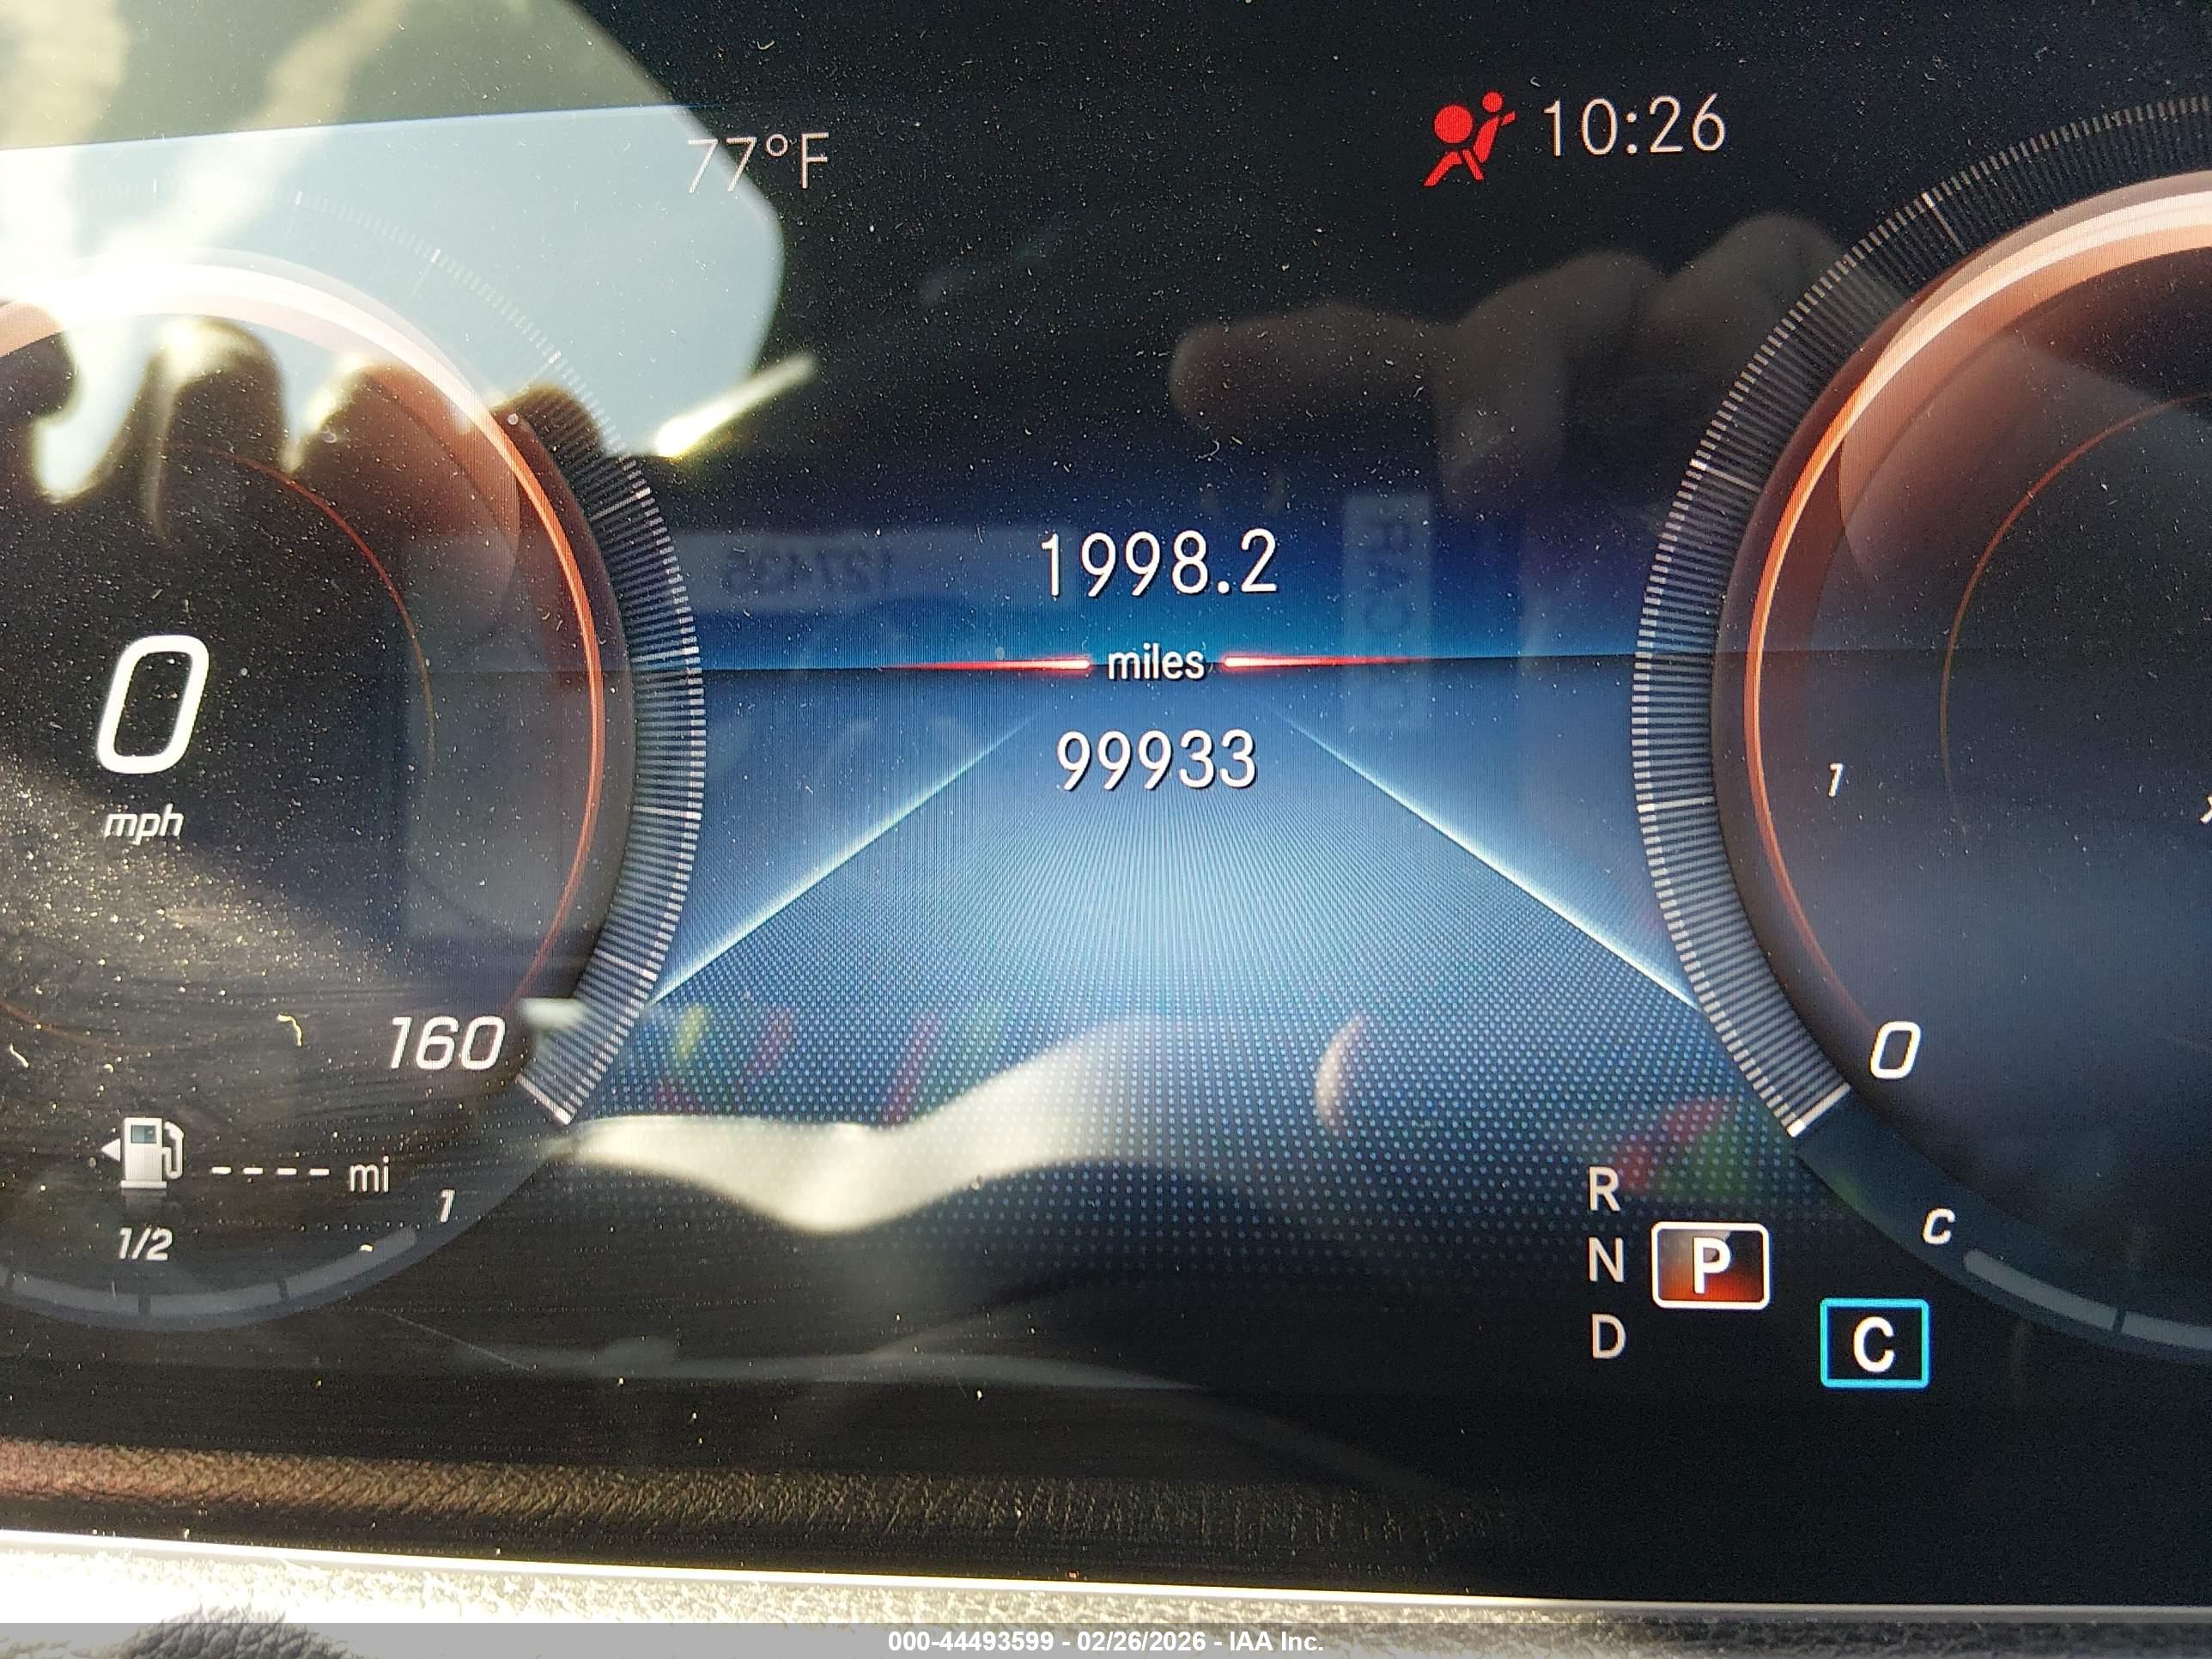 77°F
10:26
1998.2
miles
99933
0
mph
160
---- mi
1/2
1
1
0
R
N
D
P
C
C
000-44493599 - 02/26/2026 - IAA Inc.